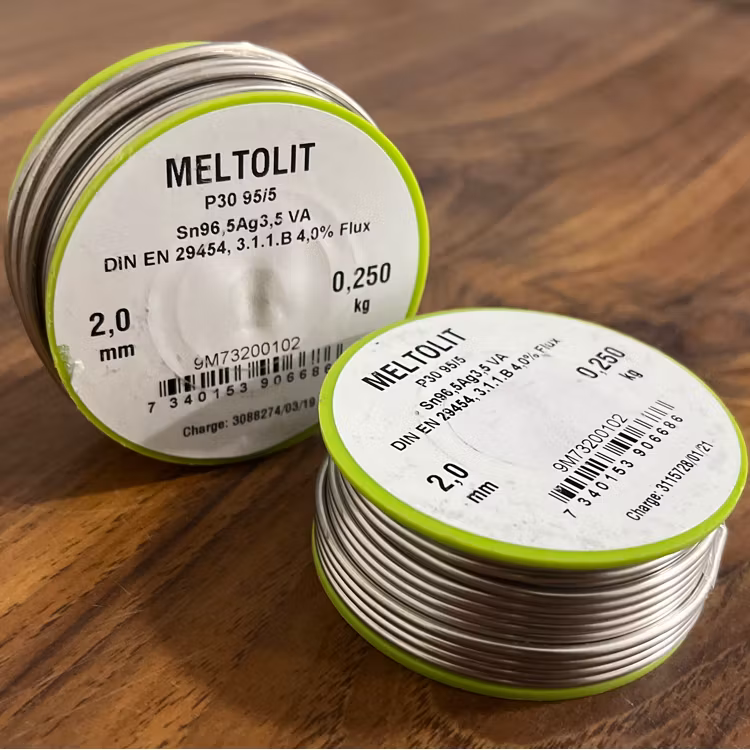 MELTOLIT
P30 95/5
Sn96,5Ag3,5 VA
DIN EN 29454, 3.1.1.B 4,0% Flux
2,0
mm
0,250
kg
9M73200102
7 340153 906686
Charge: 3088274/03/19
MELTOLIT
P30 95/5
Sn96,5Ag3,5 VA
DIN EN 29454, 3.1.1.B 4,0% Flux
2,0
mm
0,250
kg
9M73200102
7 340153 906686
Charge: 3115728/01/21